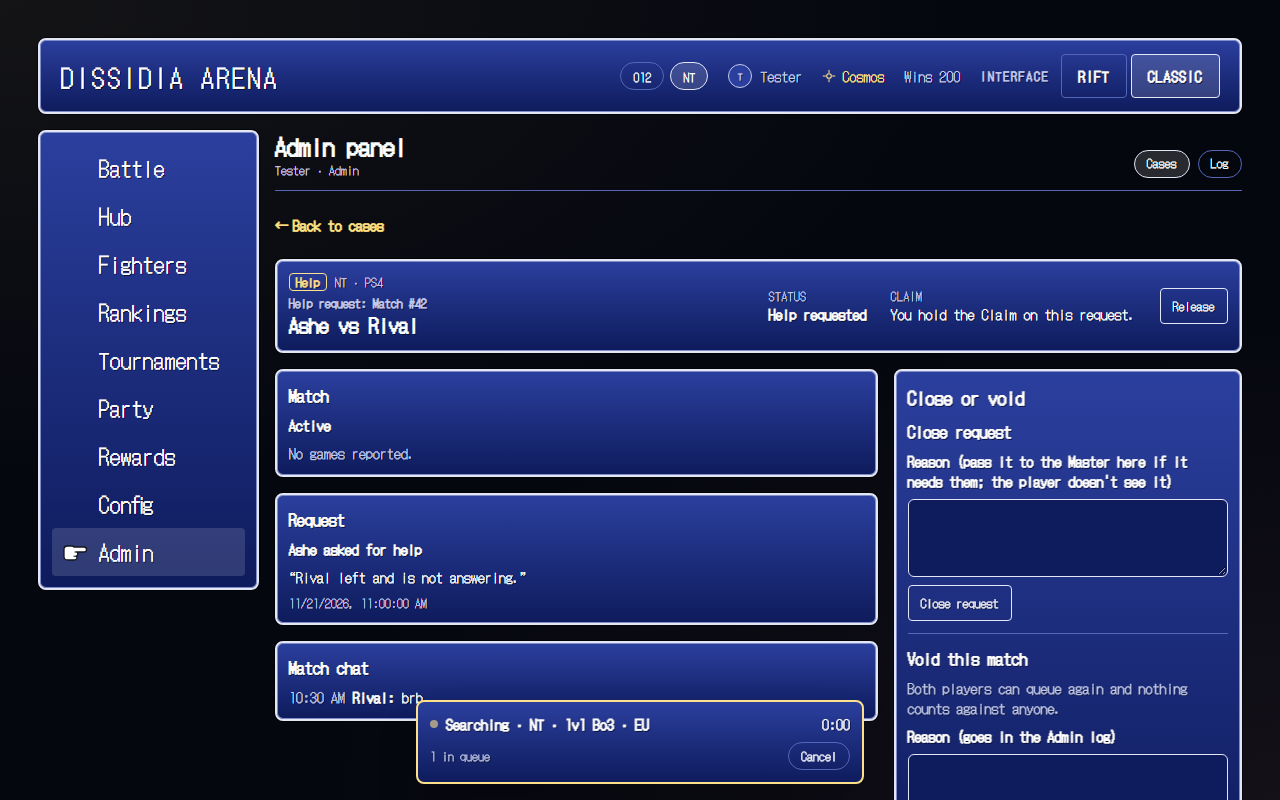 DISSIDIA ARENA
012
NT
T
Tester
Cosmos
Wins 200
INTERFACE
RIFT
CLASSIC
Battle
Hub
Fighters
Rankings
Tournaments
Party
Rewards
Config
Admin
Admin panel
Tester · Admin
Cases
Log
← Back to cases
Help NT · PS4
Help request: Match #42
Ashe vs Rival
STATUS
Help requested
CLAIM
You hold the Claim on this request.
Release
Match
Active
No games reported.
Request
Ashe asked for help
“Rival left and is not answering.”
11/21/2026, 11:00:00 AM
Match chat
10:30 AM Rival: brb
Close or void
Close request
Reason (pass it to the Master here if it
needs them; the player doesn't see it)
Close request
Void this match
Both players can queue again and nothing
counts against anyone.
Reason (goes in the Admin log)
Searching · NT · 1v1 Bo3 · EU
0:00
1 in queue
Cancel